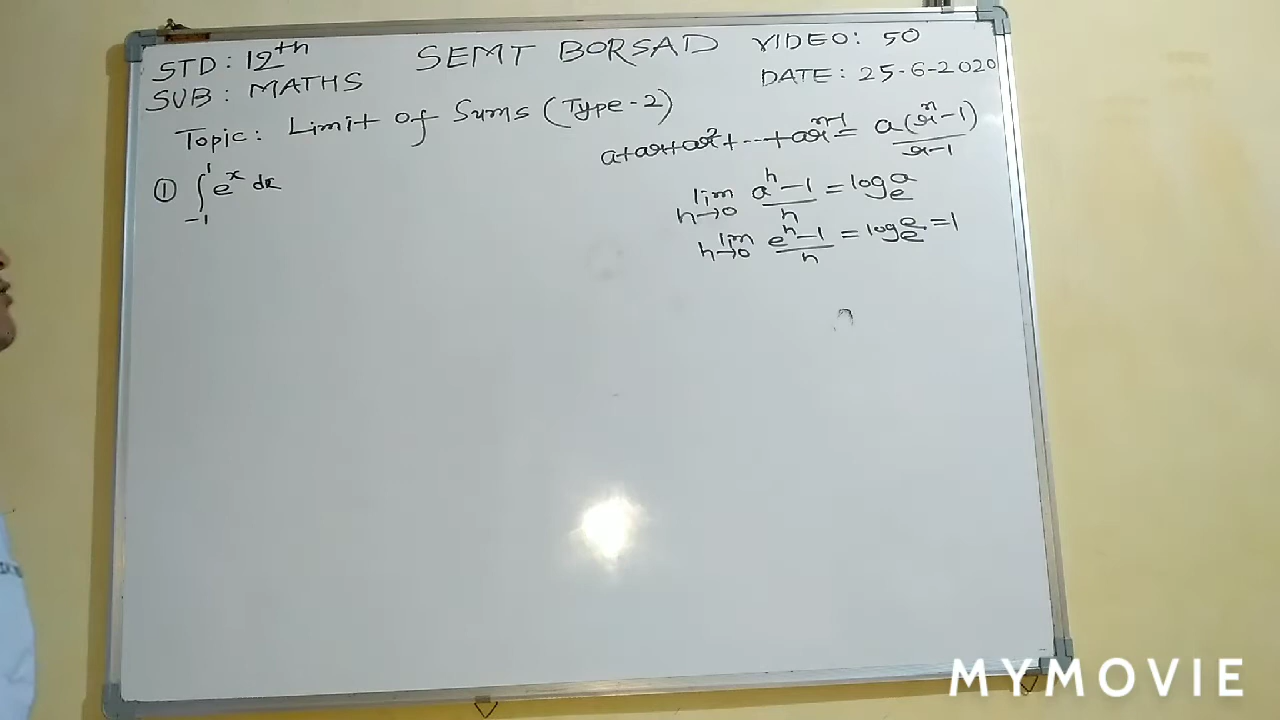 STD: 12th SEMT BORSAD VIDEO: 50
SUB: MATHS DATE: 25-6-2020
Topic: Limit of Sums (Type-2)
a+ar+ar²+---+arⁿ⁻¹= a(rⁿ-1)/r-1
① ∫₋₁¹ eˣ dx
lim h→0 aʰ-1/h = logₑa
lim h→0 eʰ-1/h = logₑe =1
MYMOVIE